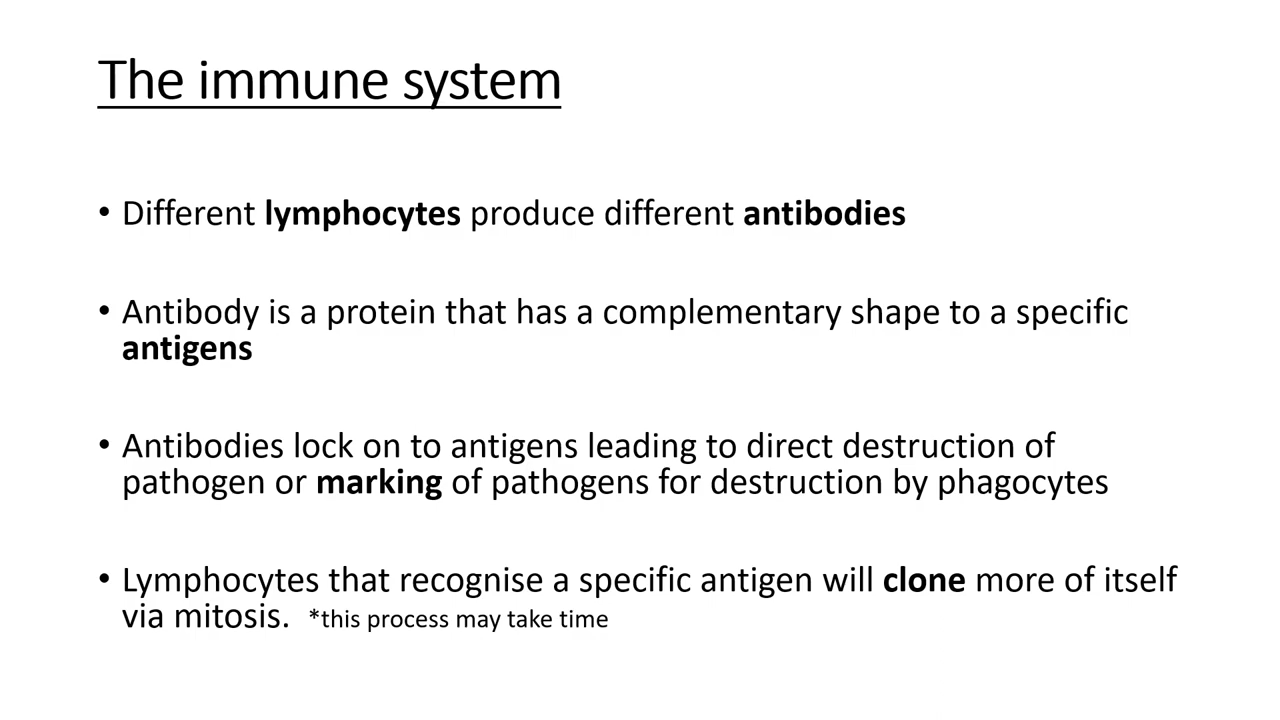 The immune system
• Different lymphocytes produce different antibodies
• Antibody is a protein that has a complementary shape to a specific
antigens
• Antibodies lock on to antigens leading to direct destruction of
pathogen or marking of pathogens for destruction by phagocytes
• Lymphocytes that recognise a specific antigen will clone more of itself
via mitosis. *this process may take time